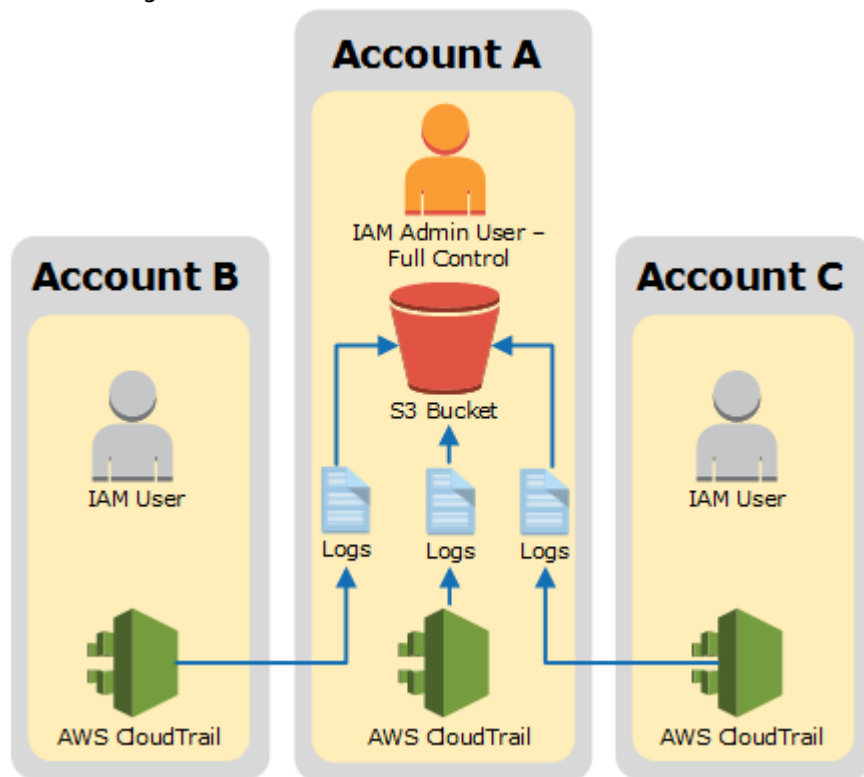 Account A
IAM Admin User –
Full Control
S3 Bucket
Logs
Logs
Logs
AWS CloudTrail
Account B
IAM User
AWS CloudTrail
Account C
IAM User
AWS CloudTrail